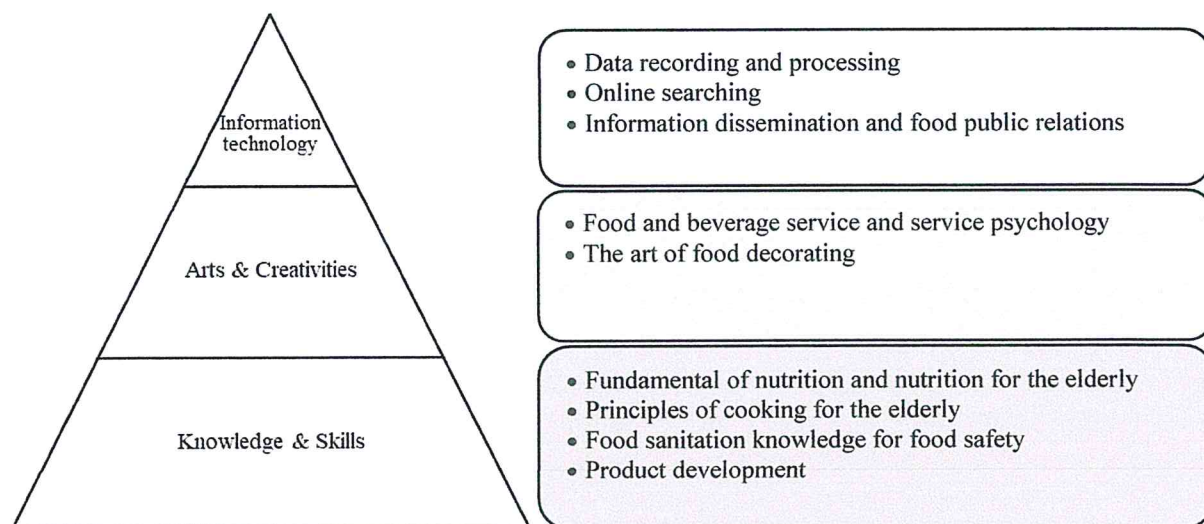 Information
technology
• Data recording and processing
• Online searching
• Information dissemination and food public relations
Arts & Creativities
• Food and beverage service and service psychology
• The art of food decorating
Knowledge & Skills
• Fundamental of nutrition and nutrition for the elderly
• Principles of cooking for the elderly
• Food sanitation knowledge for food safety
• Product development